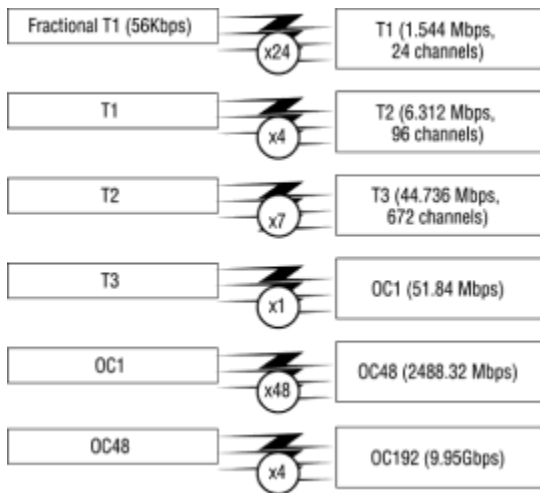 Fractional T1 (56Kbps)
x24
T1 (1.544 Mbps,
24 channels)
T1
x4
T2 (6.312 Mbps,
96 channels)
T2
x7
T3 (44.736 Mbps,
672 channels)
T3
x1
OC1 (51.84 Mbps)
OC1
x48
OC48 (2488.32 Mbps)
OC48
x4
OC192 (9.95Gbps)